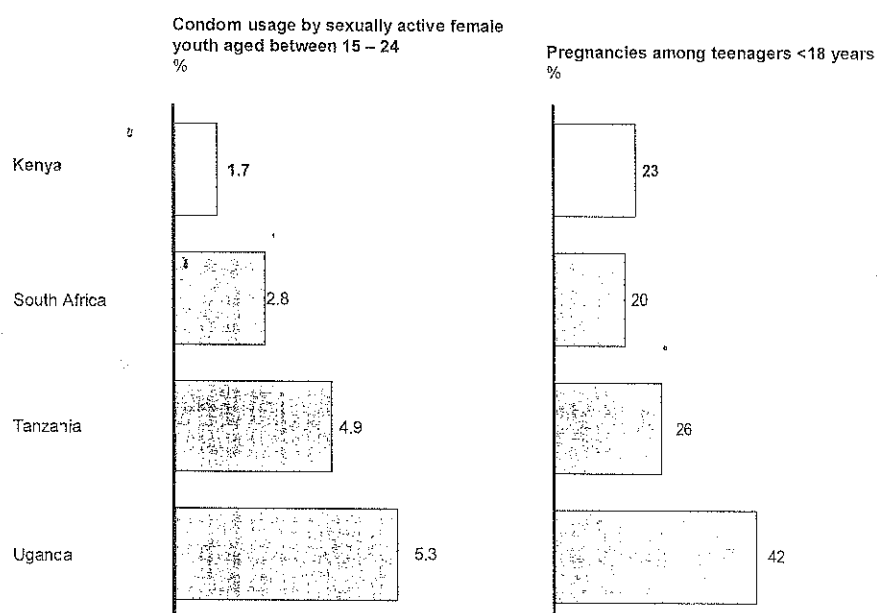 Condom usage by sexually active female
youth aged between 15 – 24
%
Pregnancies among teenagers <18 years
%
Kenya
1.7
23
South Africa
2.8
20
Tanzania
4.9
26
Uganda
5.3
42